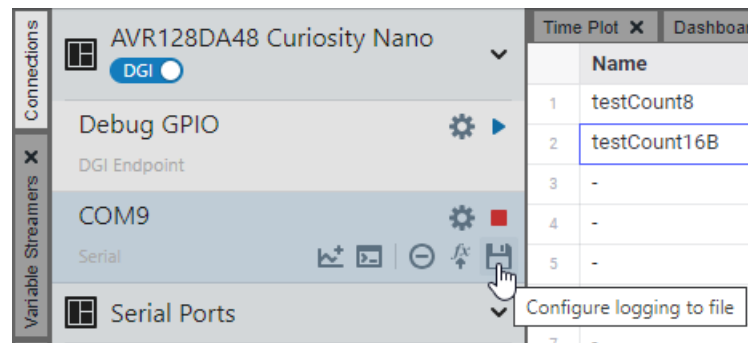 Connections
Variable Streamers
AVR128DA48 Curiosity Nano
DGI
Debug GPIO
DGI Endpoint
COM9
Serial
fx
Serial Ports
Time Plot
Name
1 testCount8
2 testCount16B
3 -
4 -
5 -
Configure logging to file
7 -